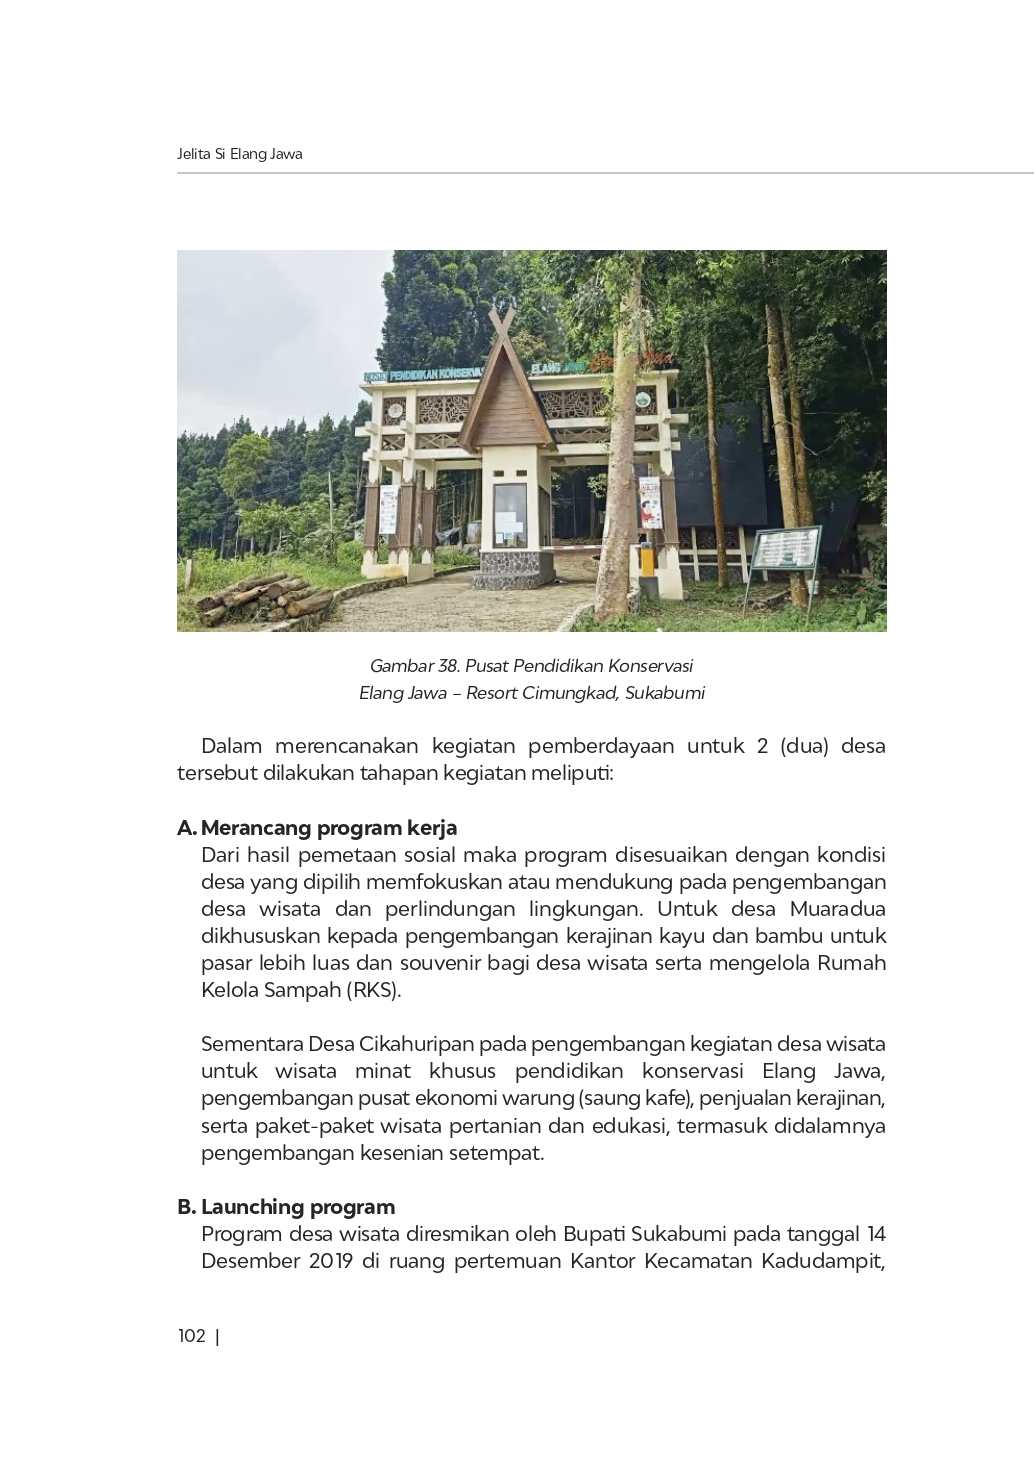 Jelita Si Elang Jawa
PENDIDIKAN KONSERVAS
ELANG
Gambar 38. Pusat Pendidikan Konservasi
Elang Jawa – Resort Cimungkad, Sukabumi
Dalam merencanakan kegiatan pemberdayaan untuk 2 (dua) desa
tersebut dilakukan tahapan kegiatan meliputi:
A. Merancang program kerja
Dari hasil pemetaan sosial maka program disesuaikan dengan kondisi
desa yang dipilih memfokuskan atau mendukung pada pengembangan
desa wisata dan perlindungan lingkungan. Untuk desa Muaradua
dikhususkan kepada pengembangan kerajinan kayu dan bambu untuk
pasar lebih luas dan souvenir bagi desa wisata serta mengelola Rumah
Kelola Sampah (RKS).
Sementara Desa Cikahuripan pada pengembangan kegiatan desa wisata
untuk wisata minat khusus pendidikan konservasi Elang Jawa,
pengembangan pusat ekonomi warung (saung kafe), penjualan kerajinan,
serta paket-paket wisata pertanian dan edukasi, termasuk didalamnya
pengembangan kesenian setempat.
B. Launching program
Program desa wisata diresmikan oleh Bupati Sukabumi pada tanggal 14
Desember 2019 di ruang pertemuan Kantor Kecamatan Kadudampit,
102 |